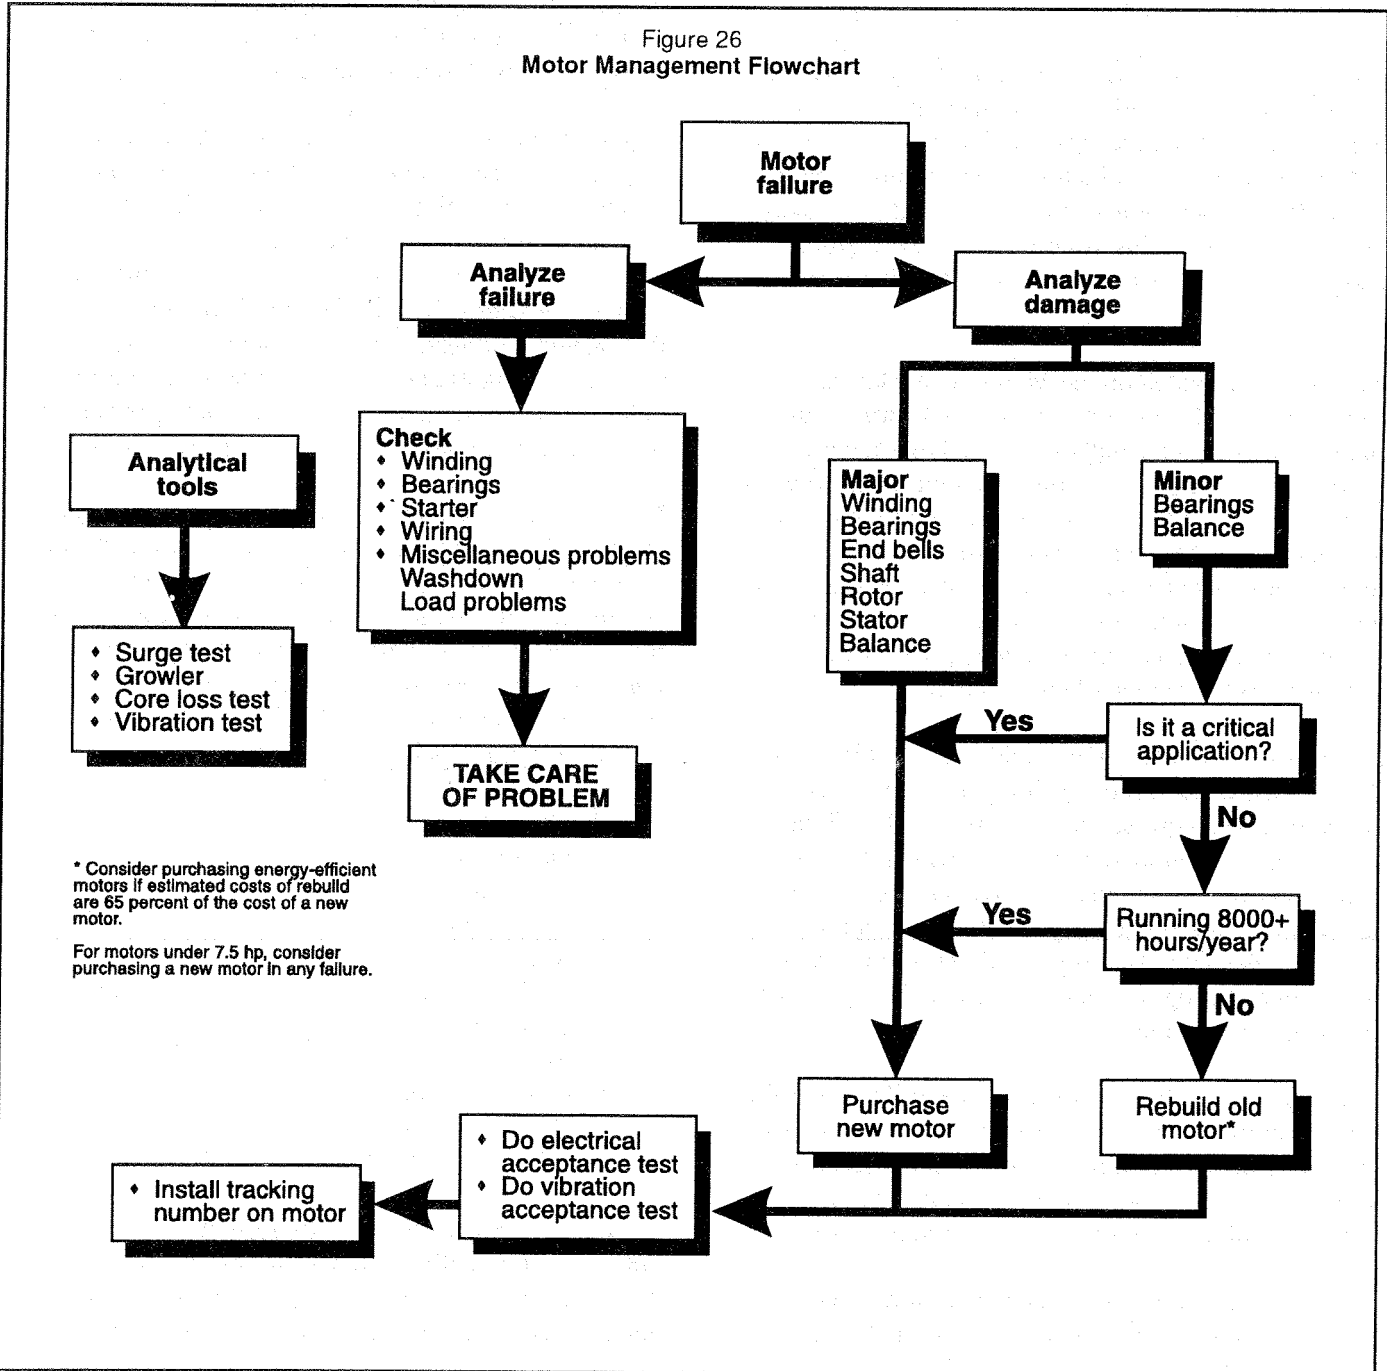 Figure 26
Motor Management Flowchart
Motor
failure
Analyze
failure
Analyze
damage
Analytical
tools
♦ Surge test
♦ Growler
♦ Core loss test
♦ Vibration test
Check
♦ Winding
♦ Bearings
♦ Starter
♦ Wiring
♦ Miscellaneous problems
Washdown
Load problems
TAKE CARE
OF PROBLEM
Major
Winding
Bearings
End bells
Shaft
Rotor
Stator
Balance
Minor
Bearings
Balance
Is it a critical
application?
Yes
No
Running 8000+
hours/year?
Yes
No
* Consider purchasing energy-efficient
motors if estimated costs of rebuild
are 65 percent of the cost of a new
motor.
For motors under 7.5 hp, consider
purchasing a new motor in any failure.
Purchase
new motor
Rebuild old
motor*
♦ Do electrical
acceptance test
♦ Do vibration
acceptance test
♦ Install tracking
number on motor